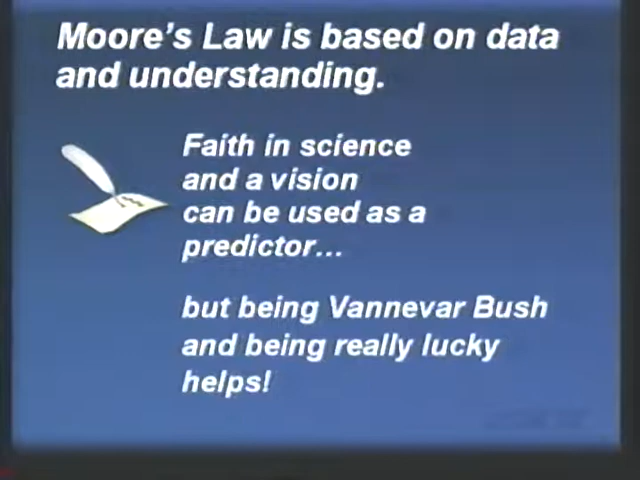 Moore's Law is based on data
and understanding.
Faith in science
and a vision
can be used as a
predictor...
but being Vannevar Bush
and being really lucky
helps!